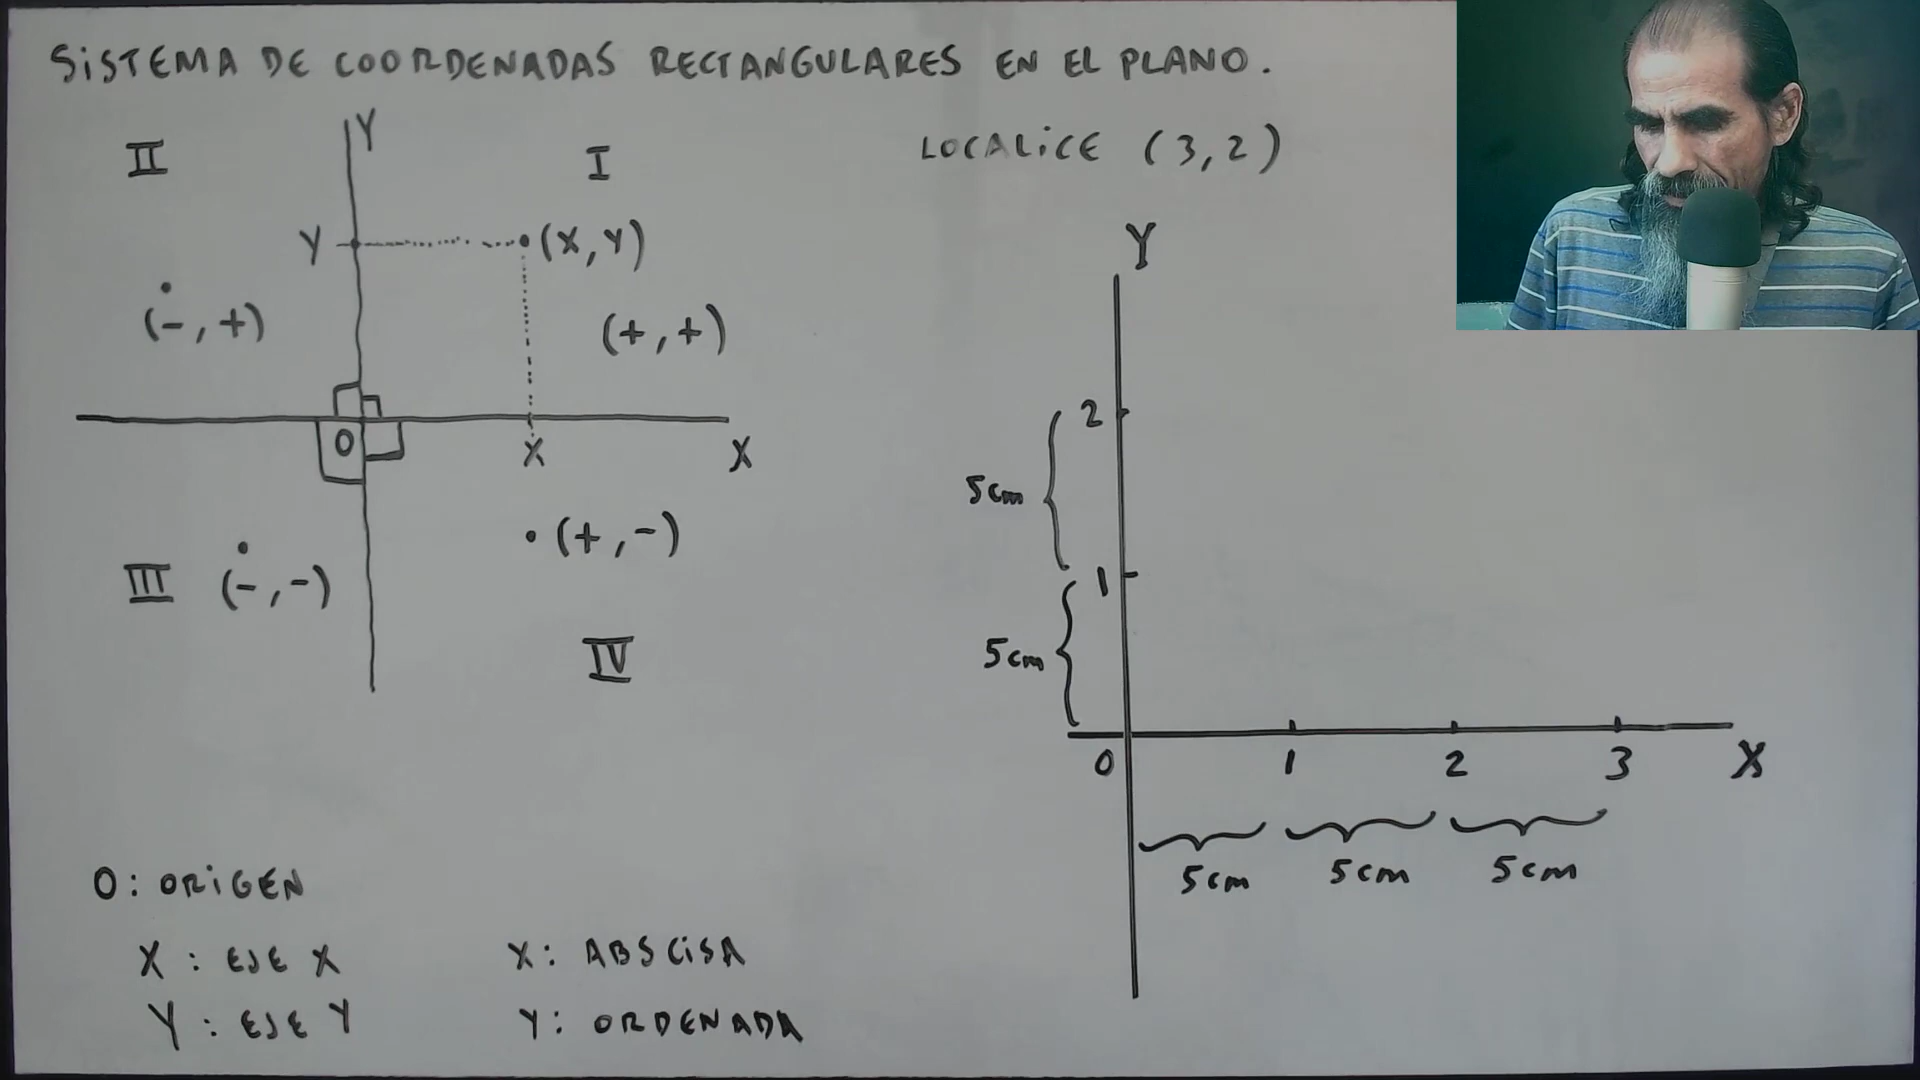 SISTEMA DE COORDENADAS RECTANGULARES EN EL PLANO.
II
Y
I
Y
(X, Y)
(-, +)
(+, +)
O
X
X
III
(-, -)
(+, -)
IV
O: ORIGEN
X: EJE X
X: ABSCISA
Y: EJE Y
Y: ORDENADA
LOCALICE (3,2)
Y
2
5cm
1
5cm
0
1
2
3
X
5cm
5cm
5cm